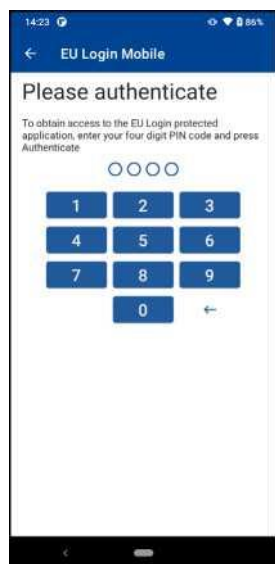 14:23 86%
← EU Login Mobile
Please authenticate
To obtain access to the EU Login protected
application, enter your four digit PIN code and press
Authenticate
1 2 3
4 5 6
7 8 9
0 ←